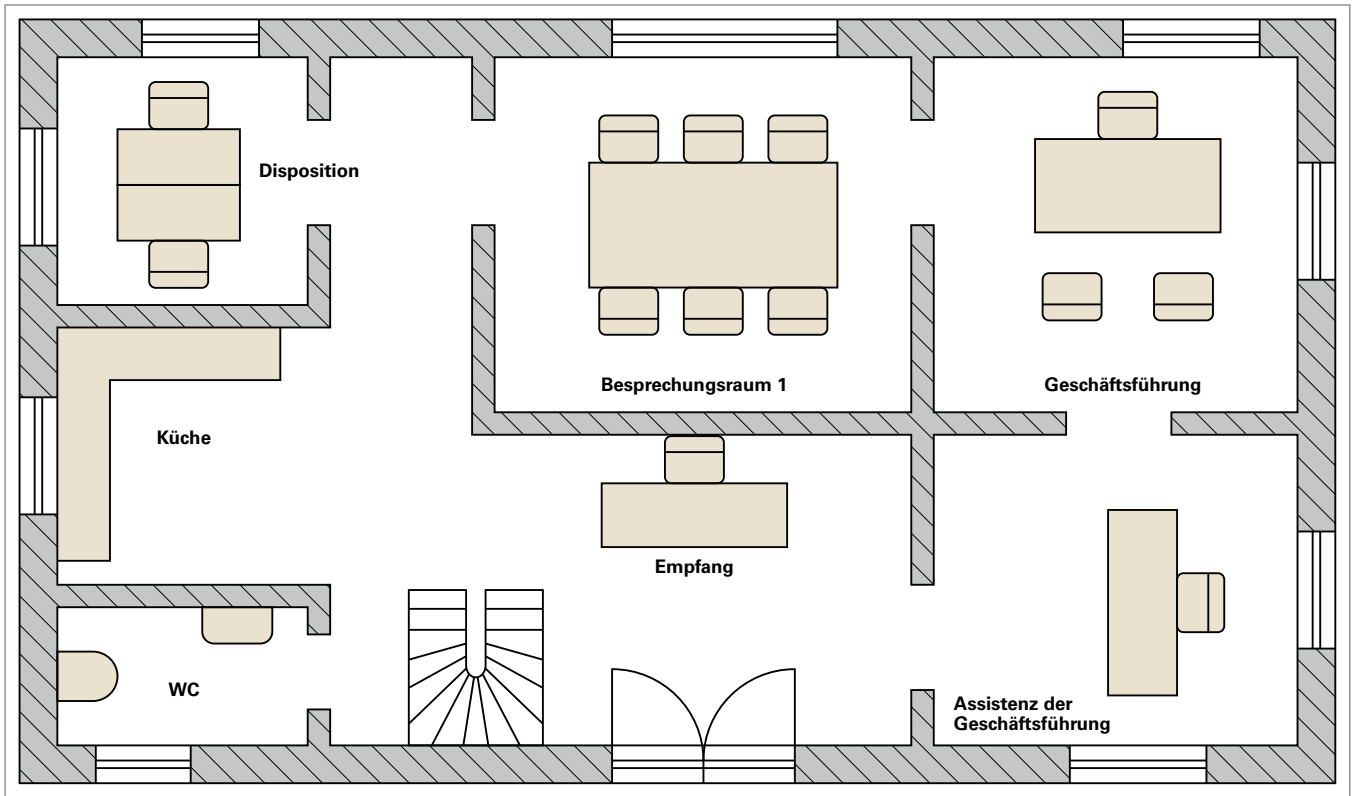 Disposition
Besprechungsraum 1
Geschäftsführung
Küche
Empfang
WC
Assistenz der
Geschäftsführung